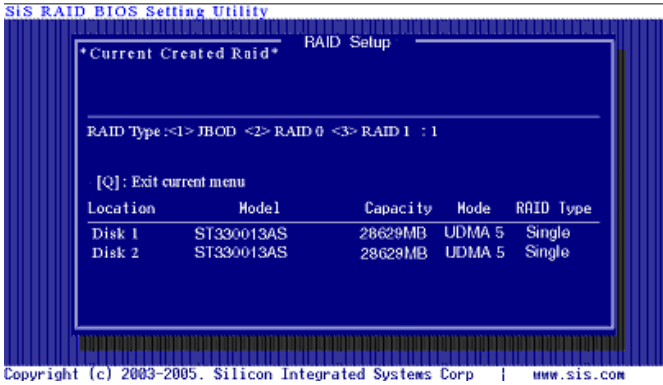 SiS RAID BIOS Setting Utility
RAID Setup
*Current Created Raid*
RAID Type :<1> JBOD <2> RAID 0 <3> RAID 1 : 1
[Q] : Exit current menu
Location Model Capacity Mode RAID Type
Disk 1 ST330013AS 28629MB UDMA 5 Single
Disk 2 ST330013AS 28629MB UDMA 5 Single
Copyright (c) 2003-2005. Silicon Integrated Systems Corp | www.sis.com